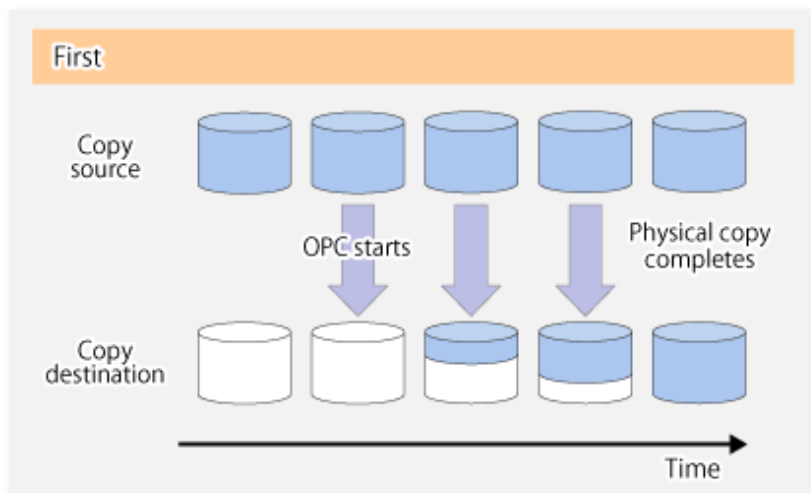 First
Copy
source
OPC starts
Physical copy
completes
Copy
destination
Time